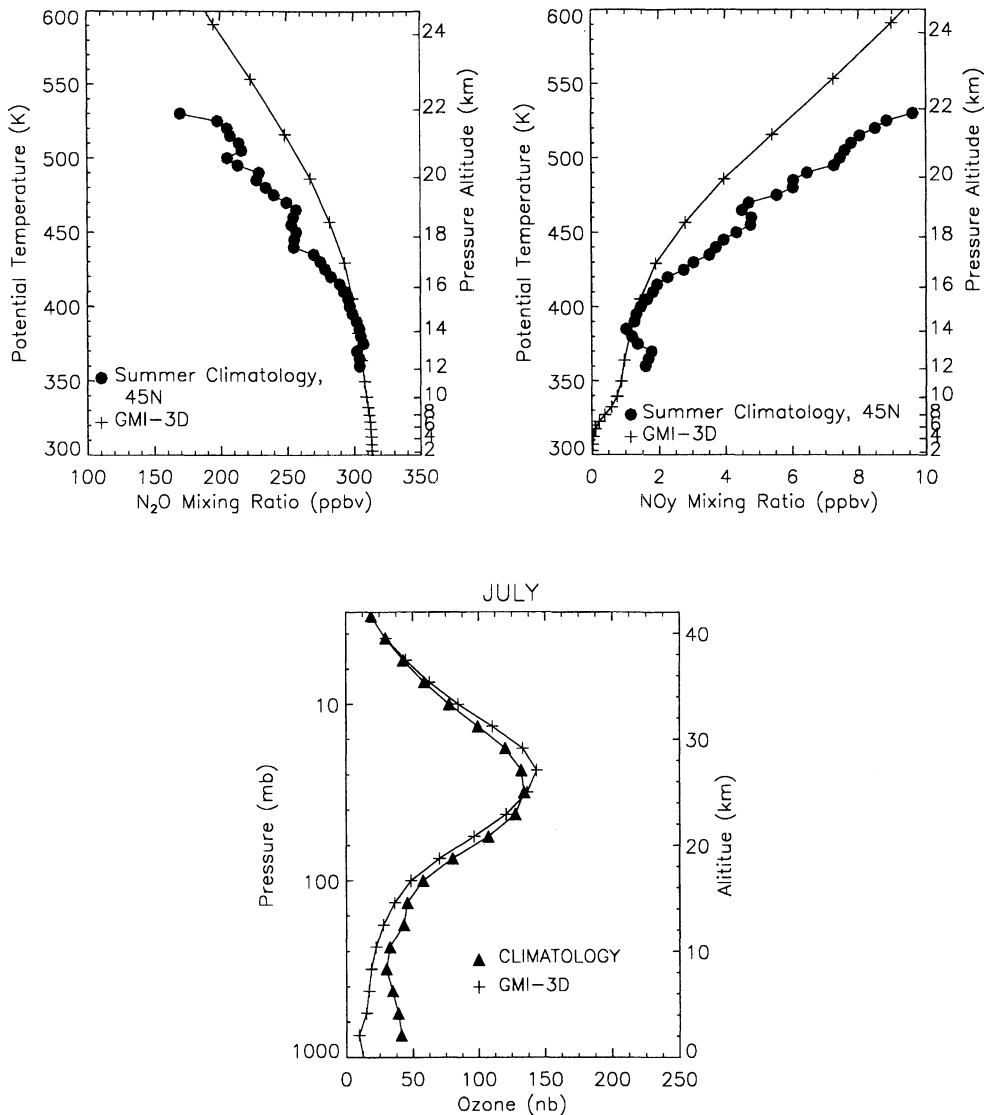 600
550
500
450
400
350
300
Potential Temperature (K)
24
22
20
18
16
14
12
10
8
6
4
2
Pressure Altitude (km)
● Summer Climatology,
45N
+ GMI-3D
100 150 200 250 300 350
N₂O Mixing Ratio (ppbv)
600
550
500
450
400
350
300
Potential Temperature (K)
24
22
20
18
16
14
12
10
8
6
4
2
Pressure Altitude (km)
● Summer Climatology, 45N
+ GMI-3D
0 2 4 6 8 10
NOy Mixing Ratio (ppbv)
JULY
10
100
1000
Pressure (mb)
40
30
20
10
0
Alititue (km)
▲ CLIMATOLOGY
+ GMI-3D
0 50 100 150 200 250
Ozone (nb)